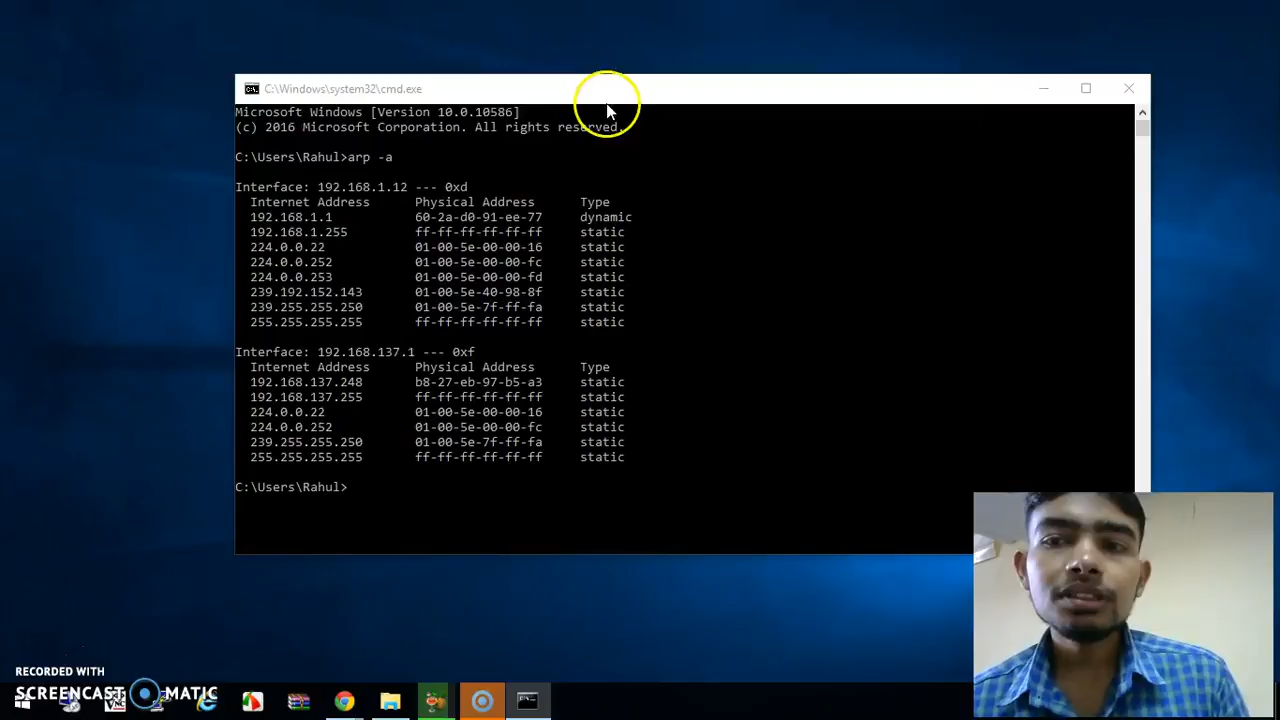 C:\Windows\system32\cmd.exe
Microsoft Windows [Version 10.0.10586]
(c) 2016 Microsoft Corporation. All rights reserved.
C:\Users\Rahul>arp -a
Interface: 192.168.1.12 --- 0xd
Internet Address Physical Address Type
192.168.1.1 60-2a-d0-91-ee-77 dynamic
192.168.1.255 ff-ff-ff-ff-ff-ff static
224.0.0.22 01-00-5e-00-00-16 static
224.0.0.252 01-00-5e-00-00-fc static
224.0.0.253 01-00-5e-00-00-fd static
239.192.152.143 01-00-5e-40-98-8f static
239.255.255.250 01-00-5e-7f-ff-fa static
255.255.255.255 ff-ff-ff-ff-ff-ff static
Interface: 192.168.137.1 --- 0xf
Internet Address Physical Address Type
192.168.137.248 b8-27-eb-97-b5-a3 static
192.168.137.255 ff-ff-ff-ff-ff-ff static
224.0.0.22 01-00-5e-00-00-16 static
224.0.0.252 01-00-5e-00-00-fc static
239.255.255.250 01-00-5e-7f-ff-fa static
255.255.255.255 ff-ff-ff-ff-ff-ff static
C:\Users\Rahul>
RECORDED WITH
SCREENCAST MATIC